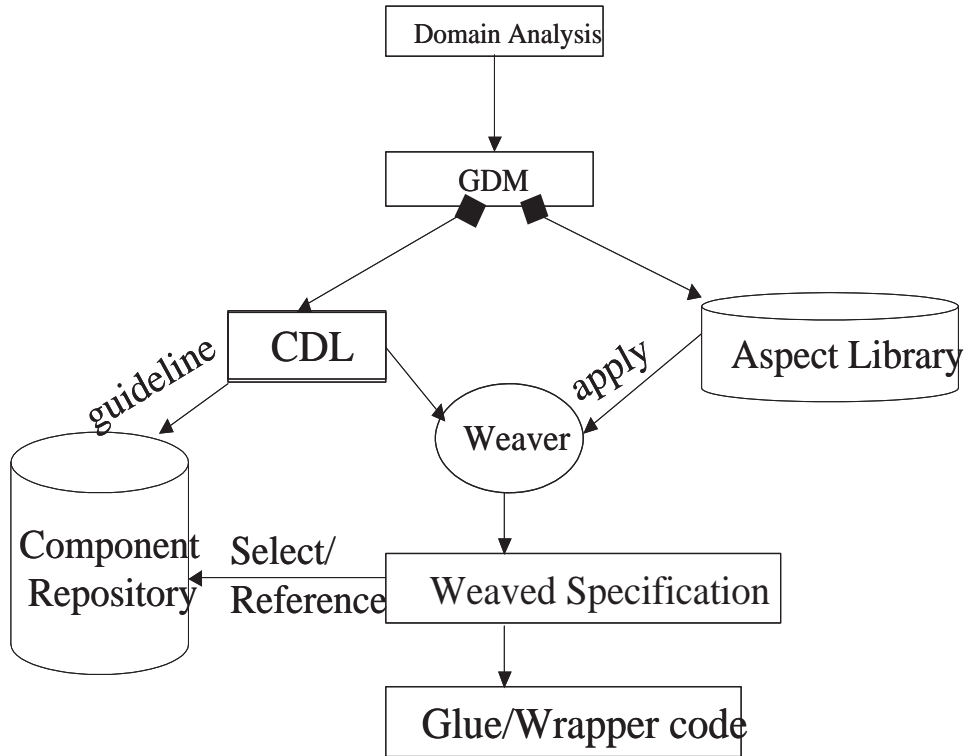 Domain Analysis
GDM
CDL
guideline
apply
Aspect Library
Weaver
Component
Repository
Select/
Reference
Weaved Specification
Glue/Wrapper code